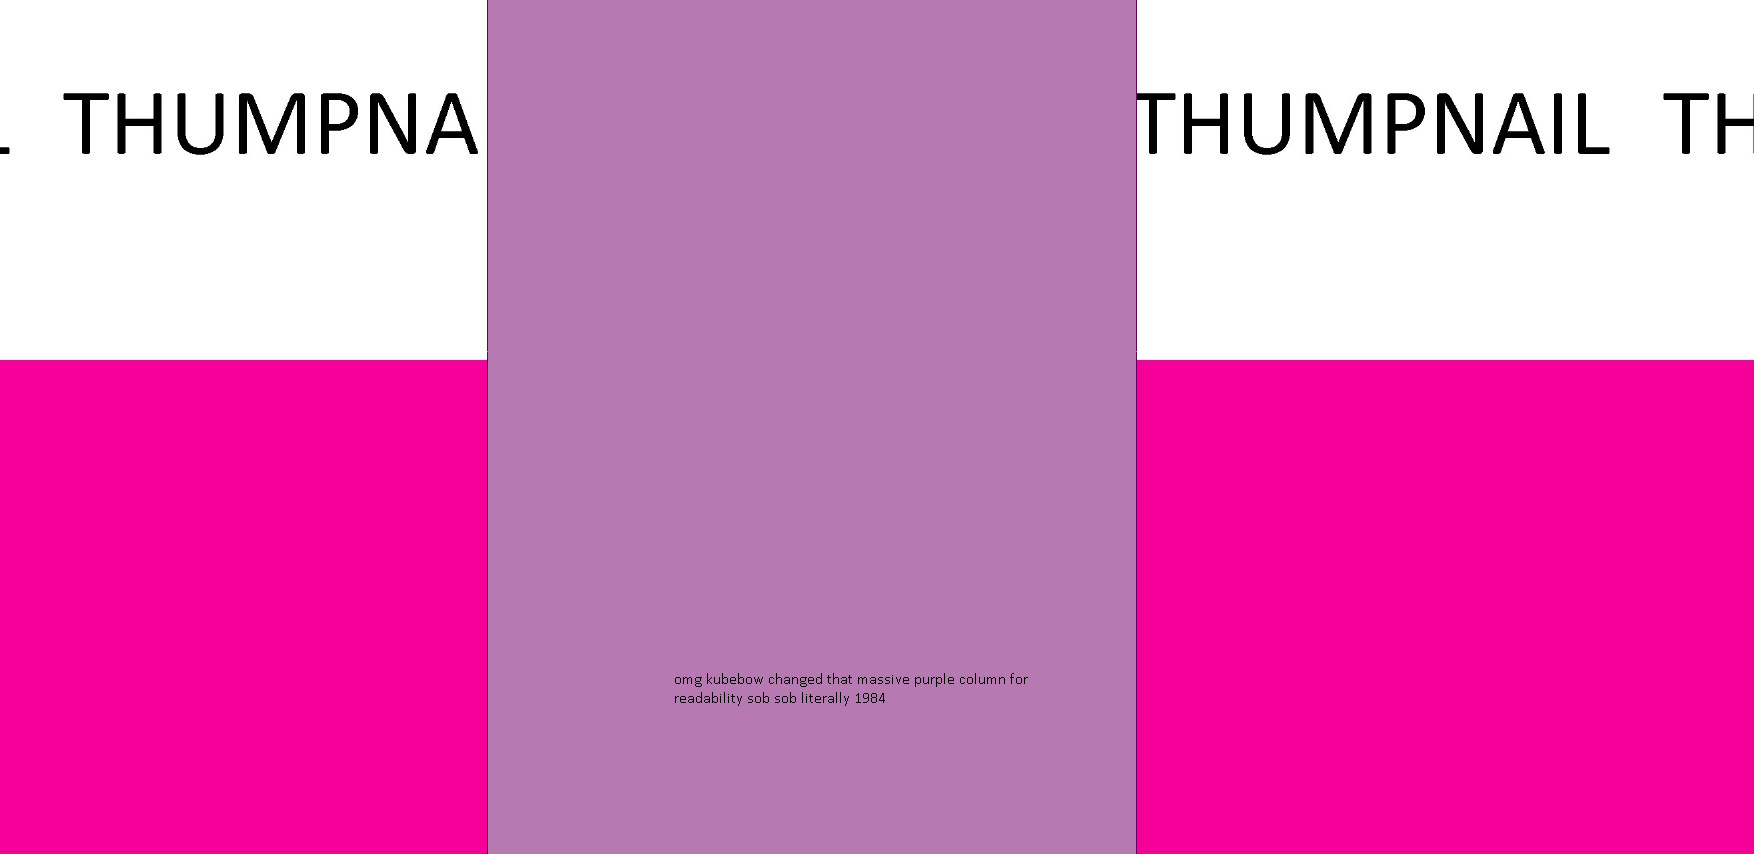 L THUMPNA THUMPNAIL TH
omg kubebow changed that massive purple column for
readability sob sob literally 1984